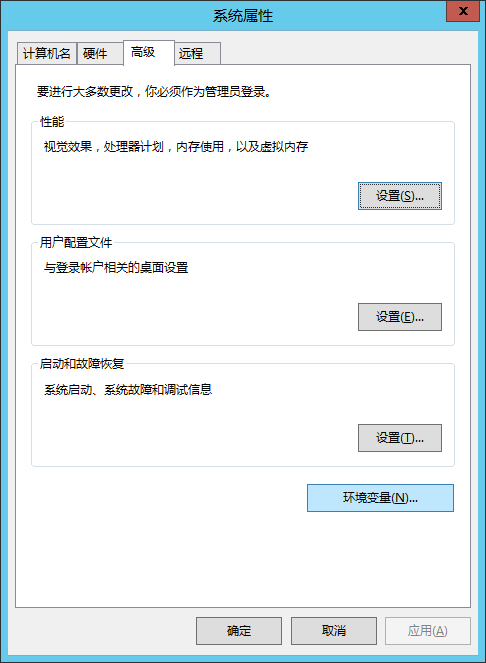 系统属性
x
计算机名 硬件 高级 远程
要进行大多数更改，你必须作为管理员登录。
性能
视觉效果，处理器计划，内存使用，以及虚拟内存
设置(S)...
用户配置文件
与登录帐户相关的桌面设置
设置(E)...
启动和故障恢复
系统启动、系统故障和调试信息
设置(T)...
环境变量(N)...
确定 取消 应用(A)